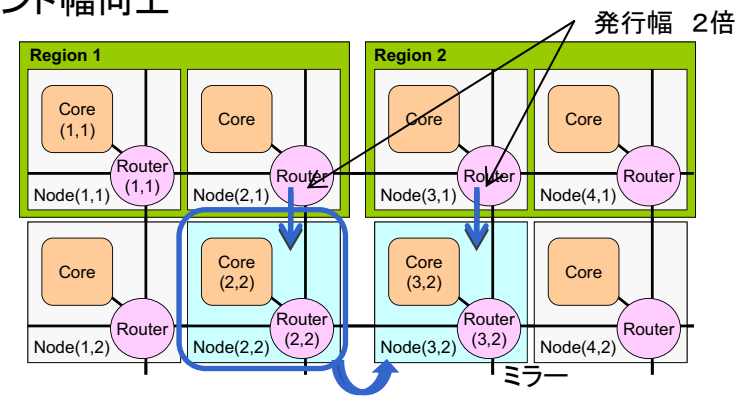 ンド幅向上
発行幅 2倍
Region 1
Region 2
Core
(1,1)
Core
Core
Core
Router
(1,1)
Router
Router
Router
Node(1,1)
Node(2,1)
Node(3,1)
Node(4,1)
Core
Core
(2,2)
Core
(3,2)
Core
Router
Router
(2,2)
Router
(3,2)
Router
Node(1,2)
Node(2,2)
Node(3,2)
Node(4,2)
ミラー